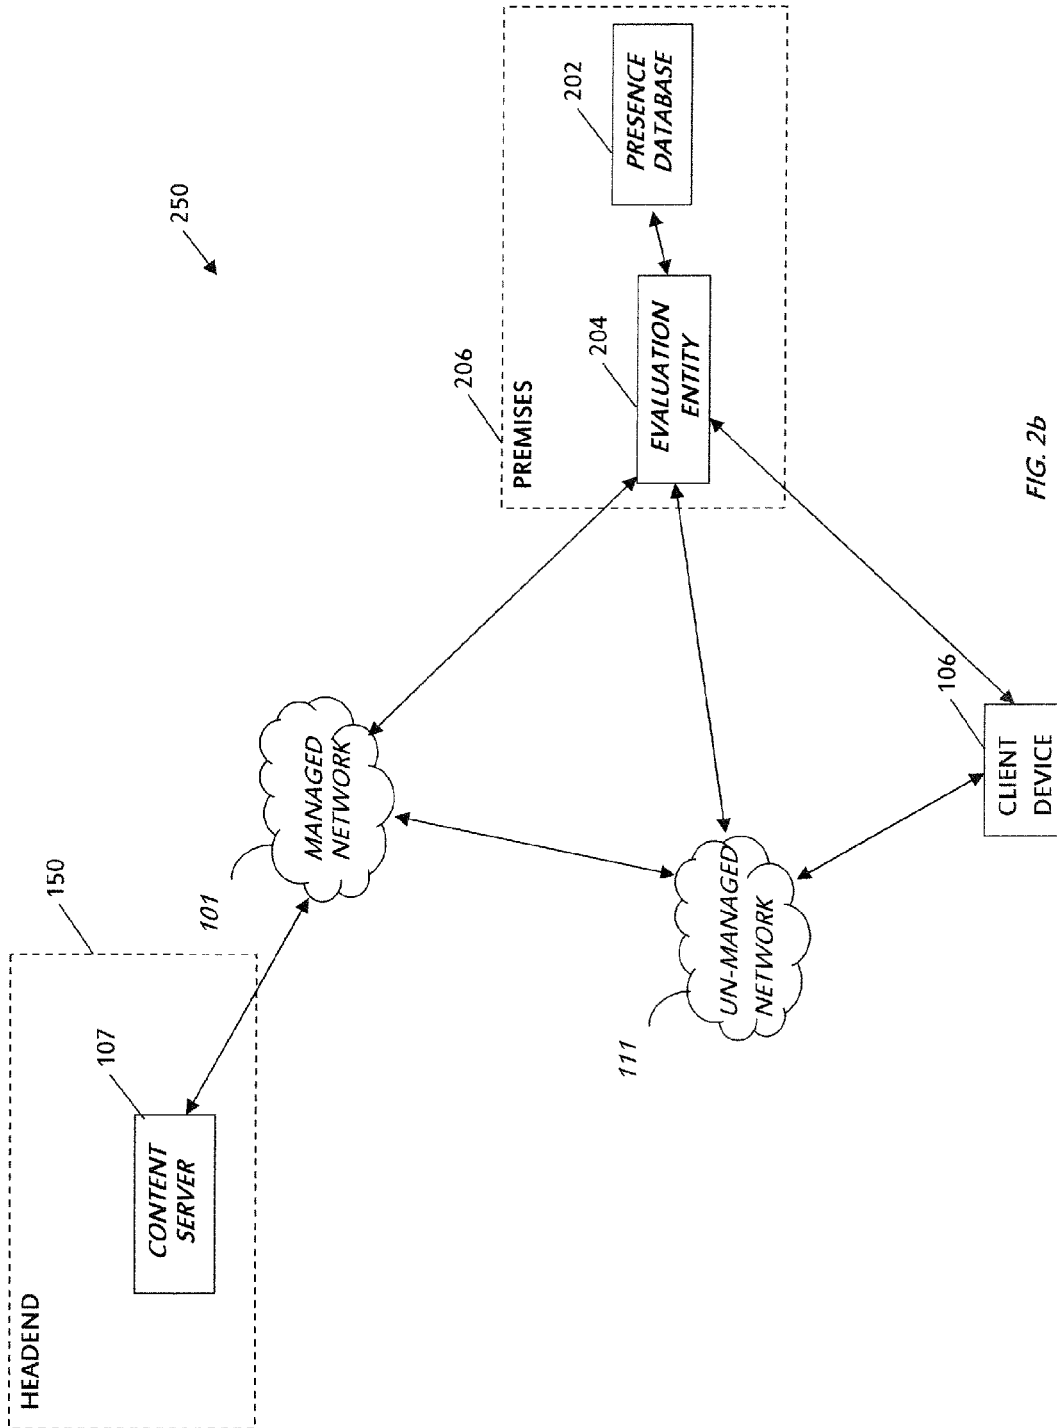 250
HEADEND
150
107
CONTENT
SERVER
101
MANAGED
NETWORK
206
PREMISES
204
EVALUATION
ENTITY
202
PRESENCE
DATABASE
111
UN-MANAGED
NETWORK
106
CLIENT
DEVICE
FIG. 2b